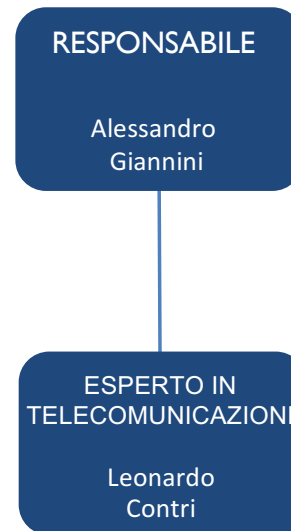 RESPONSABILE
Alessandro
Giannini
ESPERTO IN
TELECOMUNICAZIONI
Leonardo
Contri